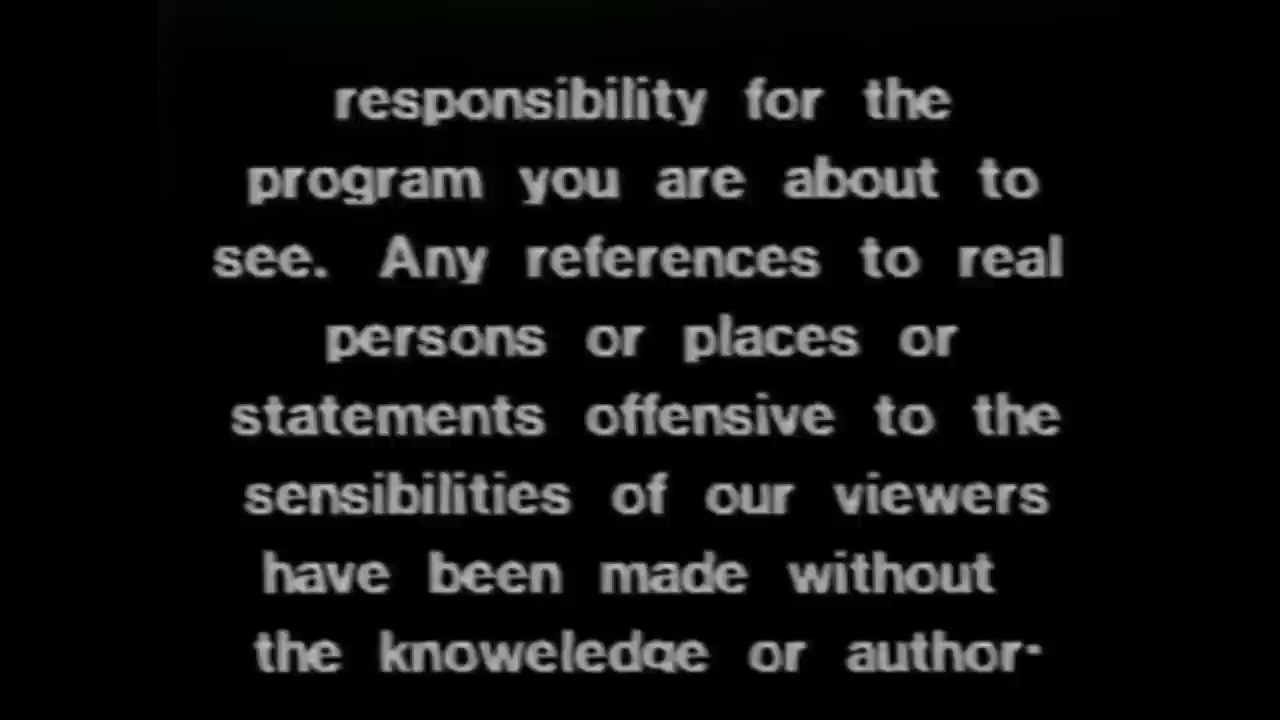 responsibility for the
program you are about to
see. Any references to real
persons or places or
statements offensive to the
sensibilities of our viewers
have been made without
the knoweledge or author-